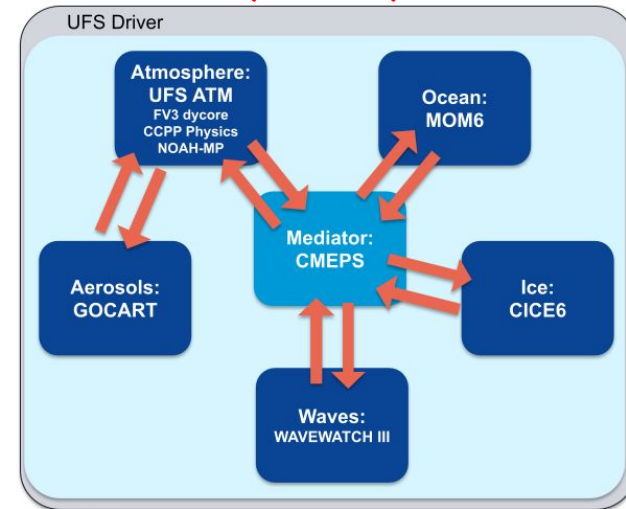 UFS Driver
Atmosphere:
UFS ATM
FV3 dycore
CCPP Physics
NOAH-MP
Ocean:
MOM6
Mediator:
CMEPS
Aerosols:
GOCART
Ice:
CICE6
Waves:
WAVEWATCH III